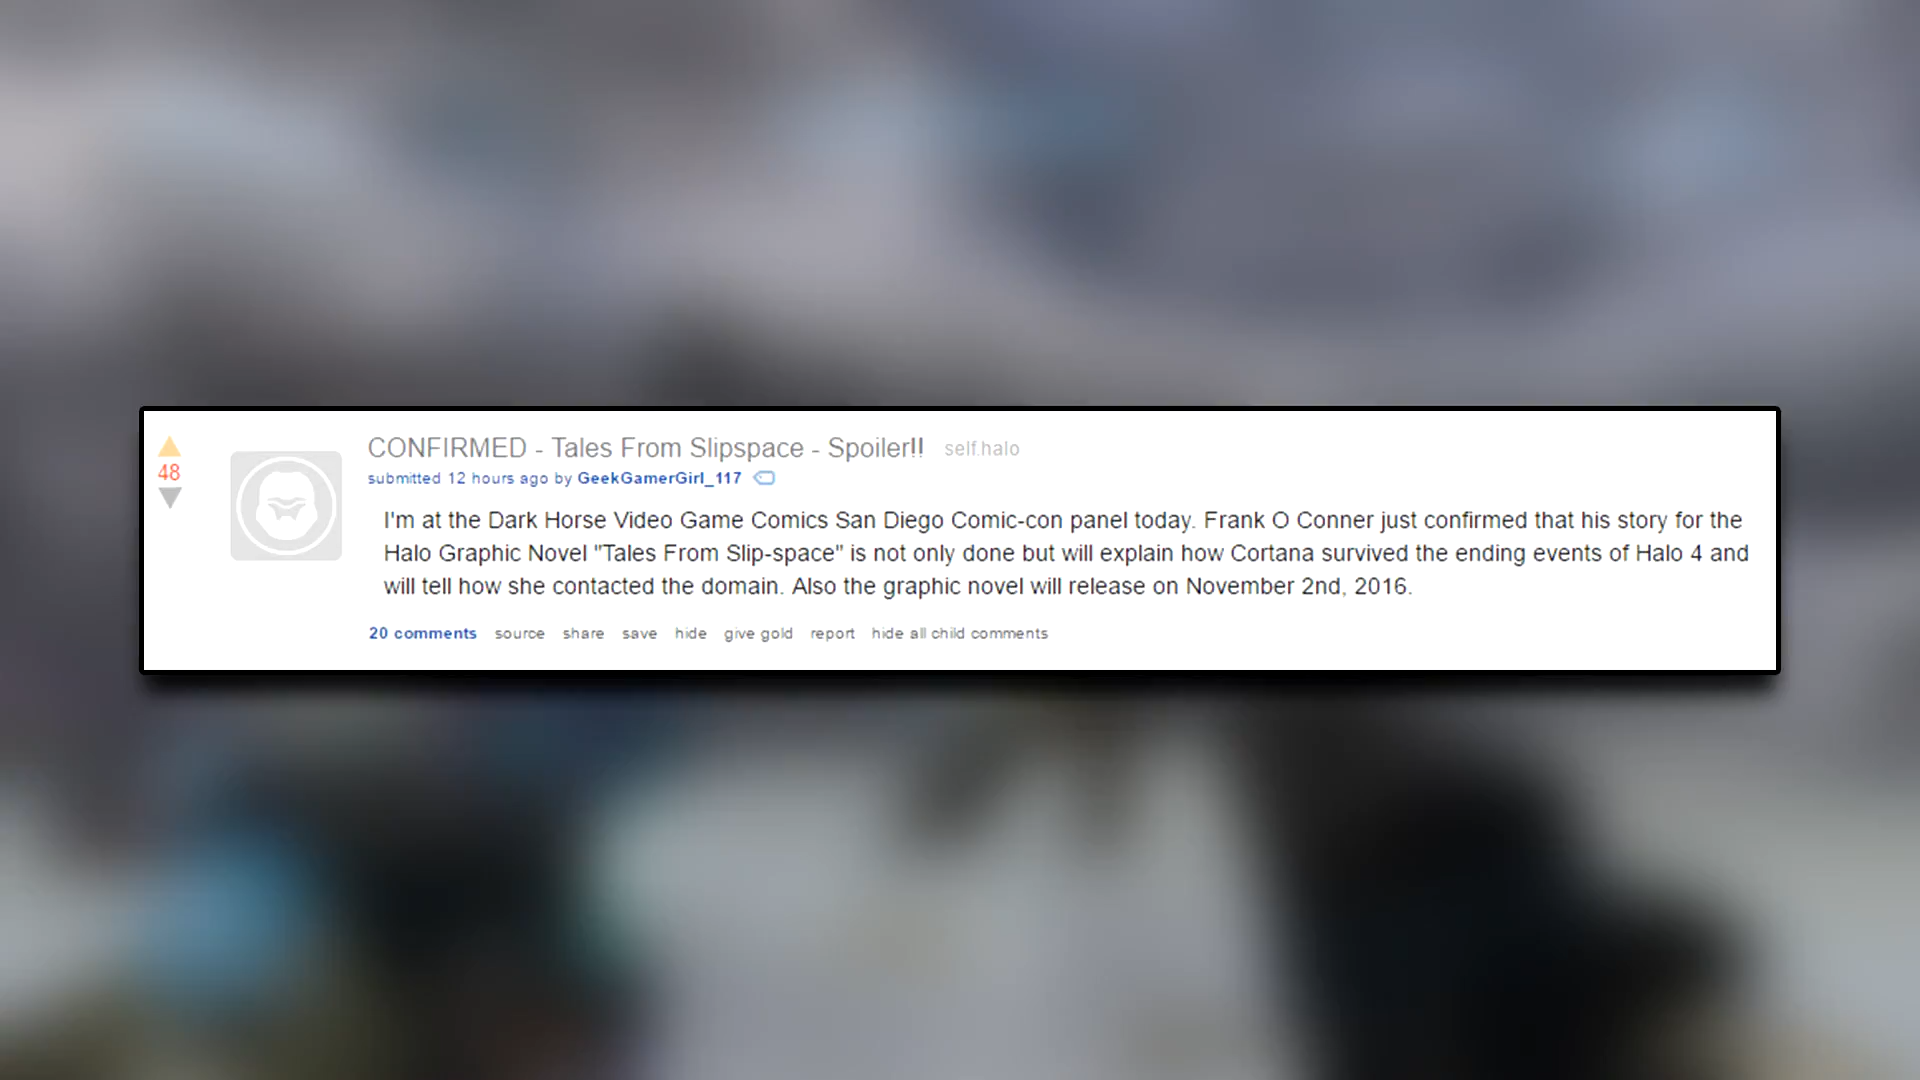 CONFIRMED - Tales From Slipspace - Spoiler!! self.halo
48
submitted 12 hours ago by GeekGamerGirl_117
I'm at the Dark Horse Video Game Comics San Diego Comic-con panel today. Frank O Conner just confirmed that his story for the
Halo Graphic Novel "Tales From Slip-space" is not only done but will explain how Cortana survived the ending events of Halo 4 and
will tell how she contacted the domain. Also the graphic novel will release on November 2nd, 2016.
20 comments source share save hide give gold report hide all child comments